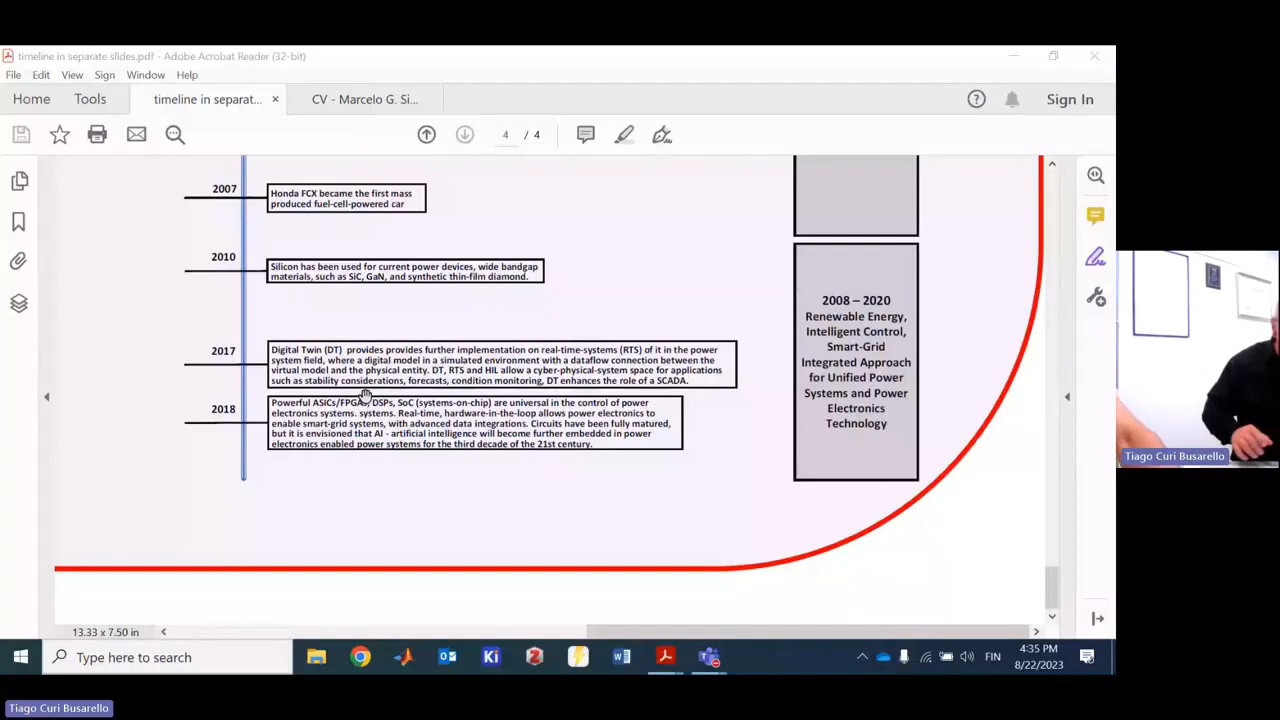 timeline in separate slides.pdf - Adobe Acrobat Reader (32-bit)
File Edit View Sign Window Help
Home Tools timeline in separat... × CV - Marcelo G. Si... Sign In
4 / 4
2007
Honda FCX became the first mass
produced fuel-cell-powered car
2010
Silicon has been used for current power devices, wide bandgap
materials, such as SiC, GaN, and synthetic thin-film diamond.
2017
Digital Twin (DT) provides provides further implementation on real-time-systems (RTS) of it in the power
system field, where a digital model in a simulated environment with a dataflow connection between the
virtual model and the physical entity. DT, RTS and HIL allow a cyber-physical-system space for applications
such as stability considerations, forecasts, condition monitoring, DT enhances the role of a SCADA.
2018
Powerful ASICs/FPGAs, DSPs, SoC (systems-on-chip) are universal in the control of power
electronics systems. systems. Real-time, hardware-in-the-loop allows power electronics to
enable smart-grid systems, with advanced data integrations. Circuits have been fully matured,
but it is envisioned that AI - artificial intelligence will become further embedded in power
electronics enabled power systems for the third decade of the 21st century.
2008 – 2020
Renewable Energy,
Intelligent Control,
Smart-Grid
Integrated Approach
for Unified Power
Systems and Power
Electronics
Technology
Tiago Curi Busarello
13.33 x 7.50 in
Type here to search
Ki
FIN
4:35 PM
8/22/2023
Tiago Curi Busarello